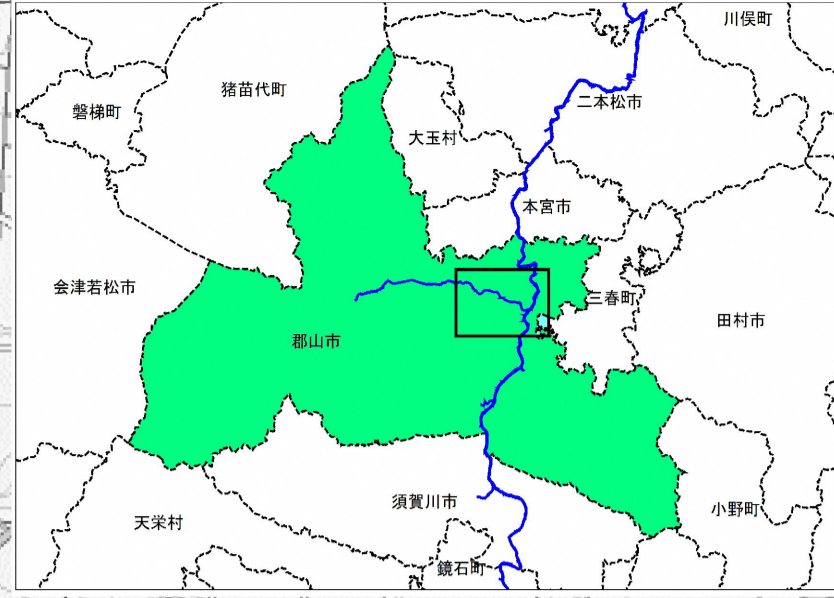 川俣町
猪苗代町
二本松市
磐梯町
大玉村
本宮市
会津若松市
三春町
田村市
郡山市
須賀川市
小野町
天栄村
鏡石町